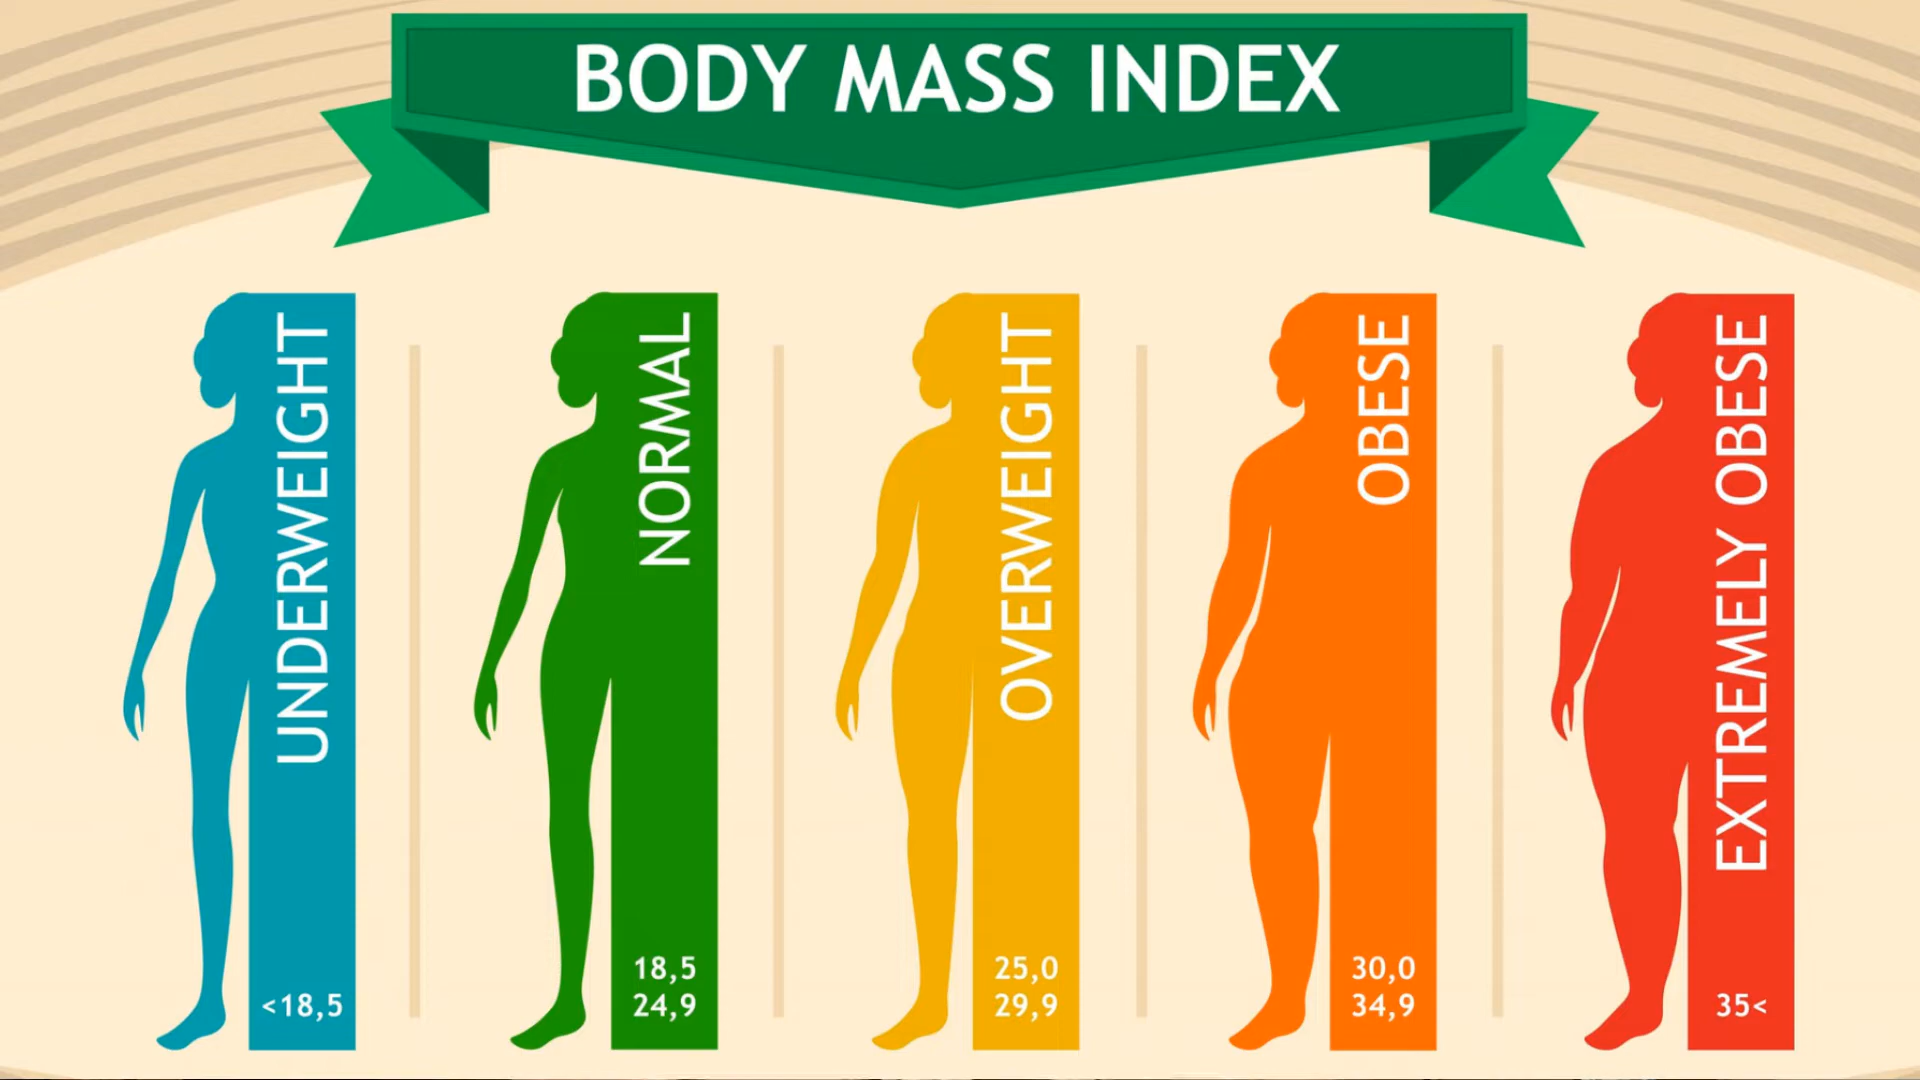 BODY MASS INDEX
UNDERWEIGHT
<18,5
NORMAL
18,5
24,9
OVERWEIGHT
25,0
29,9
OBESE
30,0
34,9
EXTREMELY OBESE
35<